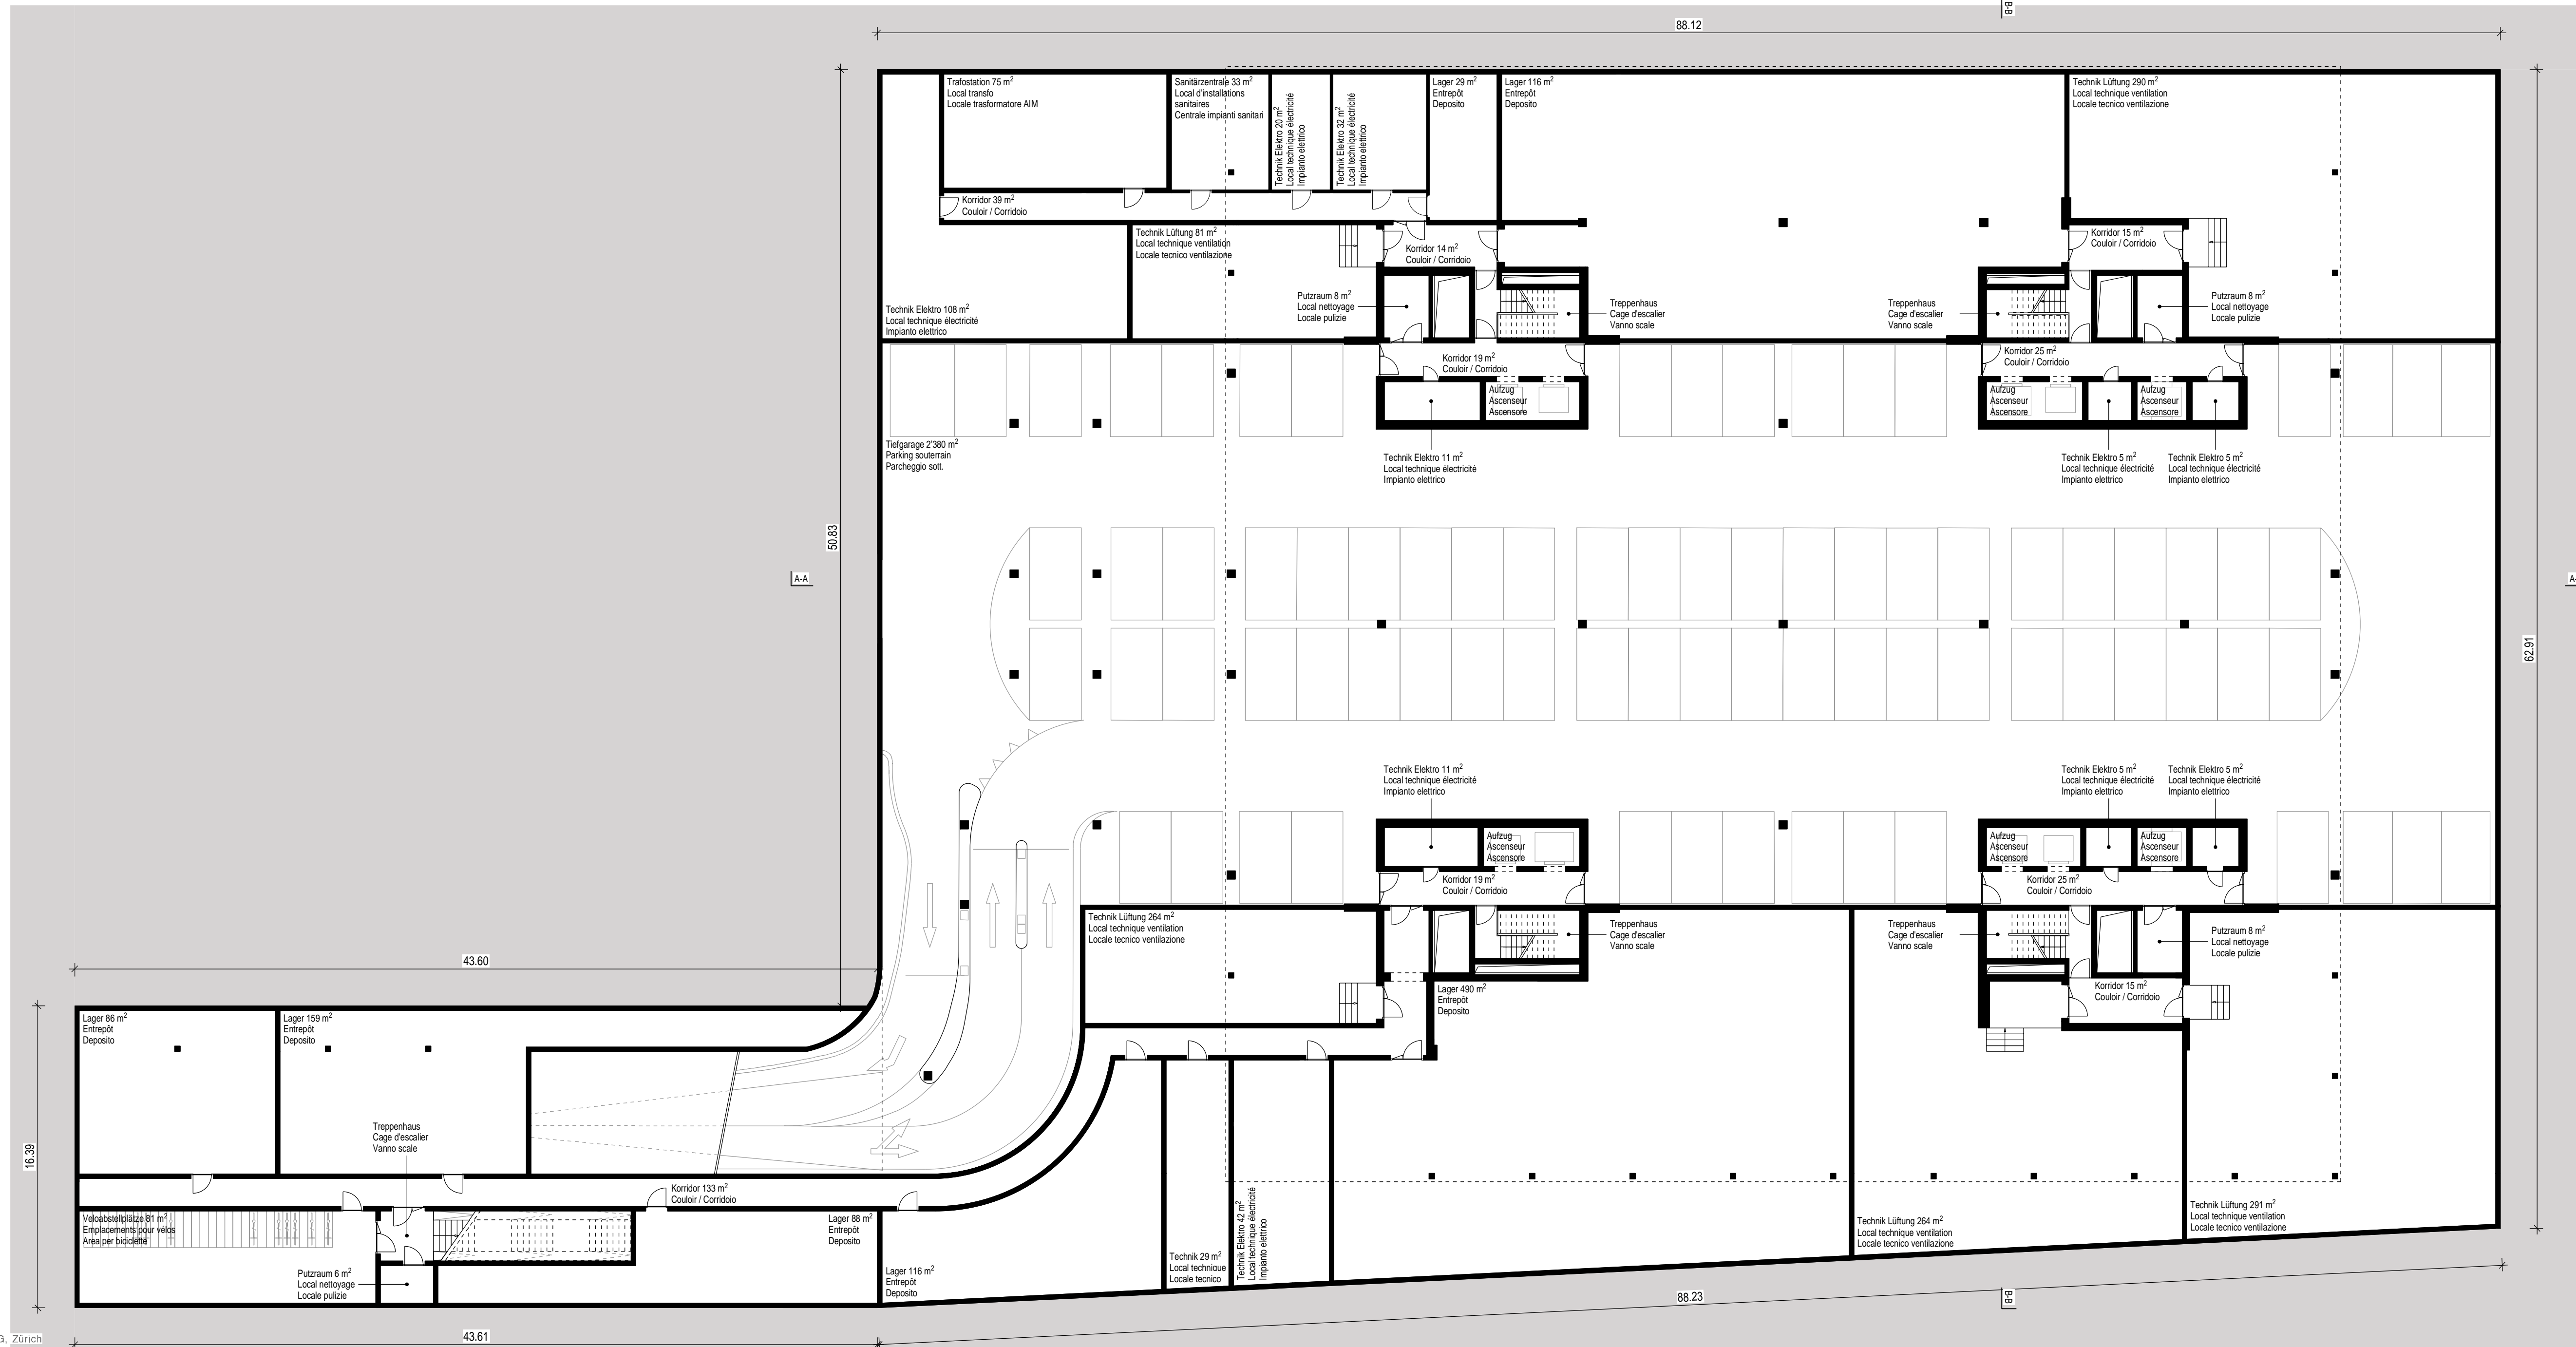 B-B
88.12
Trafostation 75 m²
Local transfo
Locale trasformatore AIM
Sanitärzentrale 33 m²
Local d'installations
sanitaires
Centrale impianti sanitari
Technik Elektro 20 m²
Local technique électricité
Impianto elettrico
Technik Elektro 32 m²
Local technique électricité
Impianto elettrico
Lager 29 m²
Entrepôt
Deposito
Lager 116 m²
Entrepôt
Deposito
Technik Lüftung 290 m²
Local technique ventilation
Locale tecnico ventilazione
Korridor 39 m²
Couloir / Corridoio
Technik Lüftung 81 m²
Local technique ventilation
Locale tecnico ventilazione
Korridor 14 m²
Couloir / Corridoio
Korridor 15 m²
Couloir / Corridoio
Technik Elektro 108 m²
Local technique électricité
Impianto elettrico
Putzraum 8 m²
Local nettoyage
Locale pulizie
Treppenhaus
Cage d'escalier
Vanno scale
Treppenhaus
Cage d'escalier
Vanno scale
Putzraum 8 m²
Local nettoyage
Locale pulizie
Korridor 19 m²
Couloir / Corridoio
Korridor 25 m²
Couloir / Corridoio
Aufzug
Ascenseur
Ascensore
Aufzug
Ascenseur
Ascensore
Aufzug
Ascenseur
Ascensore
Tiefgarage 2'380 m²
Parking souterrain
Parcheggio sott.
Technik Elektro 11 m²
Local technique électricité
Impianto elettrico
Technik Elektro 5 m²
Local technique électricité
Impianto elettrico
Technik Elektro 5 m²
Local technique électricité
Impianto elettrico
50.83
A-A
62.91
Technik Elektro 11 m²
Local technique électricité
Impianto elettrico
Technik Elektro 5 m²
Local technique électricité
Impianto elettrico
Technik Elektro 5 m²
Local technique électricité
Impianto elettrico
Aufzug
Ascenseur
Ascensore
Aufzug
Ascenseur
Ascensore
Aufzug
Ascenseur
Ascensore
Korridor 19 m²
Couloir / Corridoio
Korridor 25 m²
Couloir / Corridoio
Technik Lüftung 264 m²
Local technique ventilation
Locale tecnico ventilazione
Treppenhaus
Cage d'escalier
Vanno scale
Treppenhaus
Cage d'escalier
Vanno scale
Putzraum 8 m²
Local nettoyage
Locale pulizie
43.60
Lager 490 m²
Entrepôt
Deposito
Korridor 15 m²
Couloir / Corridoio
Lager 86 m²
Entrepôt
Deposito
Lager 159 m²
Entrepôt
Deposito
16.39
Treppenhaus
Cage d'escalier
Vanno scale
Korridor 133 m²
Couloir / Corridoio
Veloabstellplätze 81 m²
Emplacements pour vélos
Area per biciclette
Lager 88 m²
Entrepôt
Deposito
Putzraum 6 m²
Local nettoyage
Locale pulizie
Lager 116 m²
Entrepôt
Deposito
Technik 29 m²
Local technique
Locale tecnico
Technik Elektro 42 m²
Local technique électricité
Impianto elettrico
Technik Lüftung 264 m²
Local technique ventilation
Locale tecnico ventilazione
Technik Lüftung 291 m²
Local technique ventilation
Locale tecnico ventilazione
88.23
B-B
G, Zürich
43.61